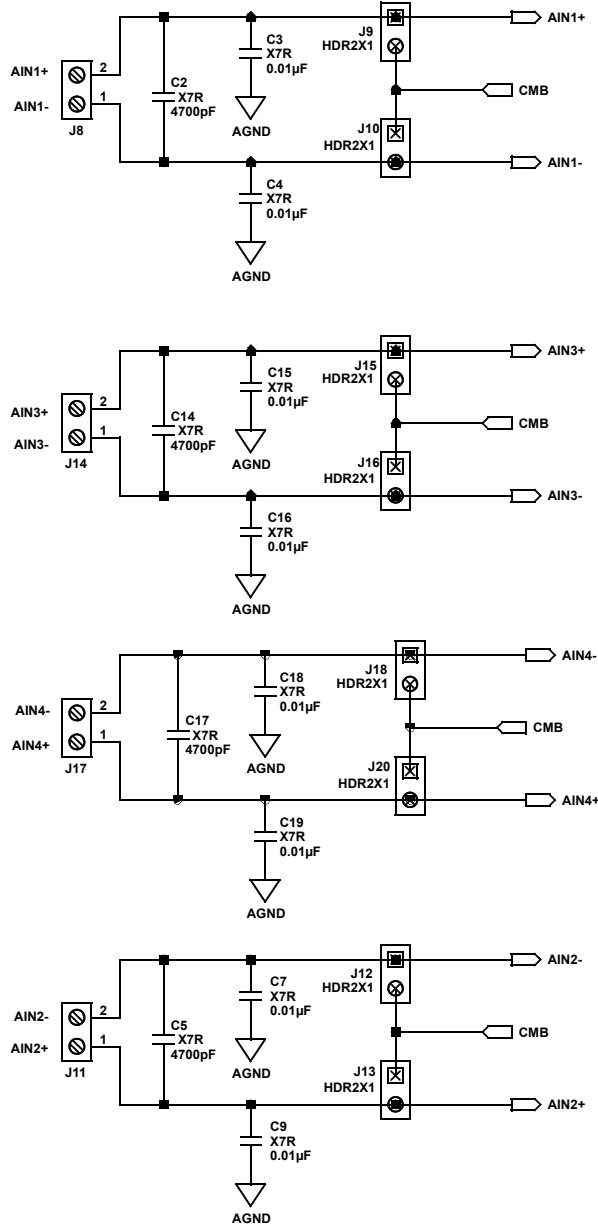 AIN1+
AIN1-
2
1
J8
C2
X7R
4700pF
C3
X7R
0.01µF
AGND
C4
X7R
0.01µF
AGND
J9
HDR2X1
J10
HDR2X1
AIN1+
CMB
AIN1-
AIN3+
AIN3-
2
1
J14
C14
X7R
4700pF
C15
X7R
0.01µF
AGND
C16
X7R
0.01µF
AGND
J15
HDR2X1
J16
HDR2X1
AIN3+
CMB
AIN3-
AIN4-
AIN4+
2
1
J17
C17
X7R
4700pF
C18
X7R
0.01µF
AGND
C19
X7R
0.01µF
AGND
J18
HDR2X1
J20
HDR2X1
AIN4-
CMB
AIN4+
AIN2-
AIN2+
2
1
J11
C5
X7R
4700pF
C7
X7R
0.01µF
AGND
C9
X7R
0.01µF
AGND
J12
HDR2X1
J13
HDR2X1
AIN2-
CMB
AIN2+